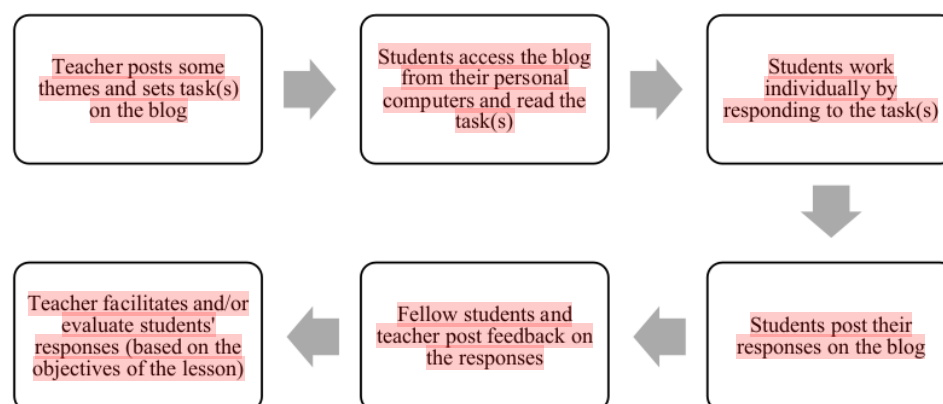 Teacher posts some
themes and sets task(s)
on the blog
Students access the blog
from their personal
computers and read the
task(s)
Students work
individually by
responding to the task(s)
Students post their
responses on the blog
Fellow students and
teacher post feedback on
the responses
Teacher facilitates and/or
evaluate students'
responses (based on the
objectives of the lesson)